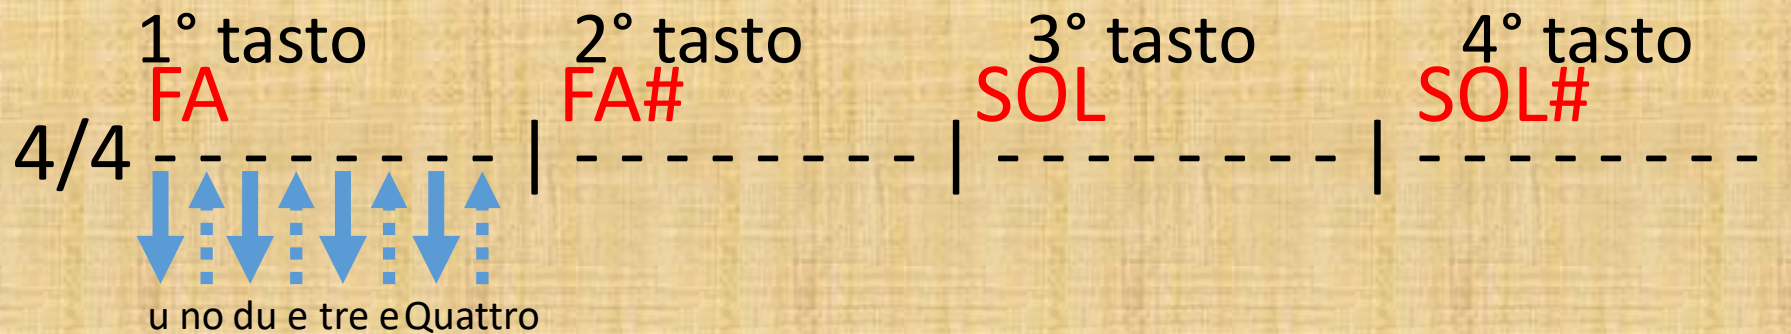 1° tasto 2° tasto 3° tasto 4° tasto
FA FA# SOL SOL#
4/4 - - - - - - - - | - - - - - - - - | - - - - - - - - | - - - - - - - -
u no du e tre e Quattro